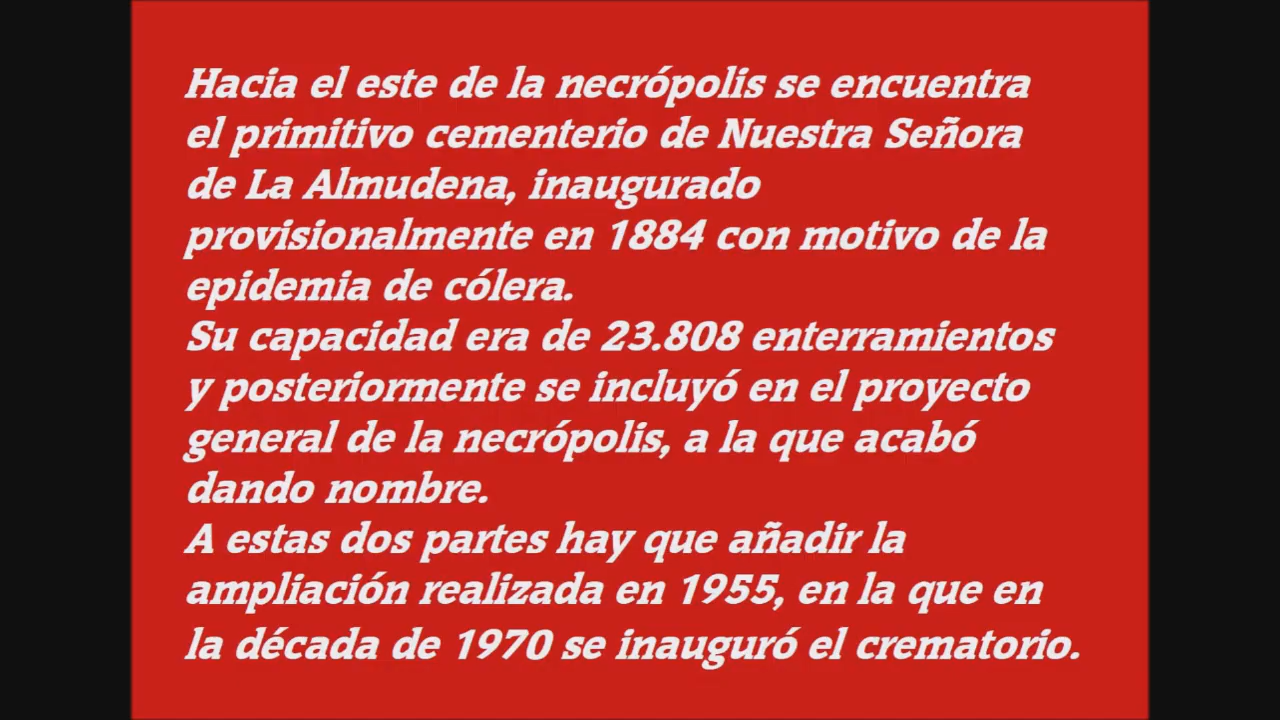 Hacia el este de la necrópolis se encuentra
el primitivo cementerio de Nuestra Señora
de La Almudena, inaugurado
provisionalmente en 1884 con motivo de la
epidemia de cólera.
Su capacidad era de 23.808 enterramientos
y posteriormente se incluyó en el proyecto
general de la necrópolis, a la que acabó
dando nombre.
A estas dos partes hay que añadir la
ampliación realizada en 1955, en la que en
la década de 1970 se inauguró el crematorio.